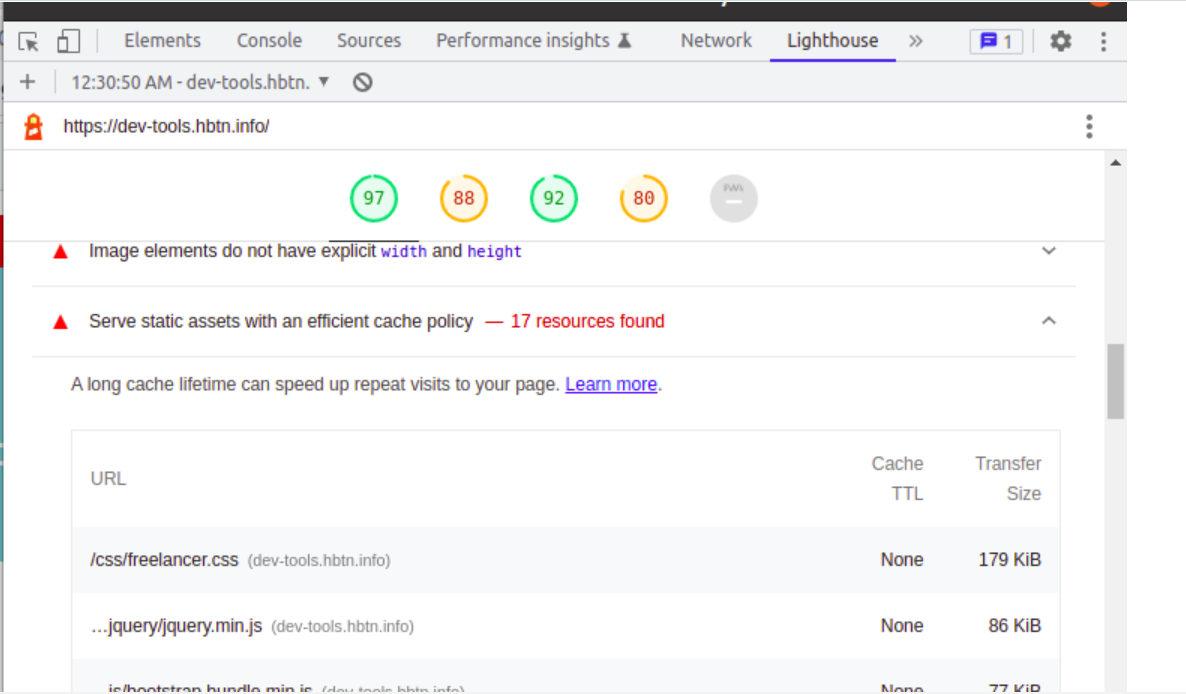 Elements Console Sources Performance insights Network Lighthouse » 1
+ 12:30:50 AM - dev-tools.hbtn. ▼
https://dev-tools.hbtn.info/
97 88 92 80 PWA
Image elements do not have explicit width and height
Serve static assets with an efficient cache policy — 17 resources found
A long cache lifetime can speed up repeat visits to your page. Learn more.
URL Cache TTL Transfer Size
/css/freelancer.css (dev-tools.hbtn.info) None 179 KiB
…jquery/jquery.min.js (dev-tools.hbtn.info) None 86 KiB
…js/bootstrap.bundle.min.js (dev-tools.hbtn.info) None 77 KiB